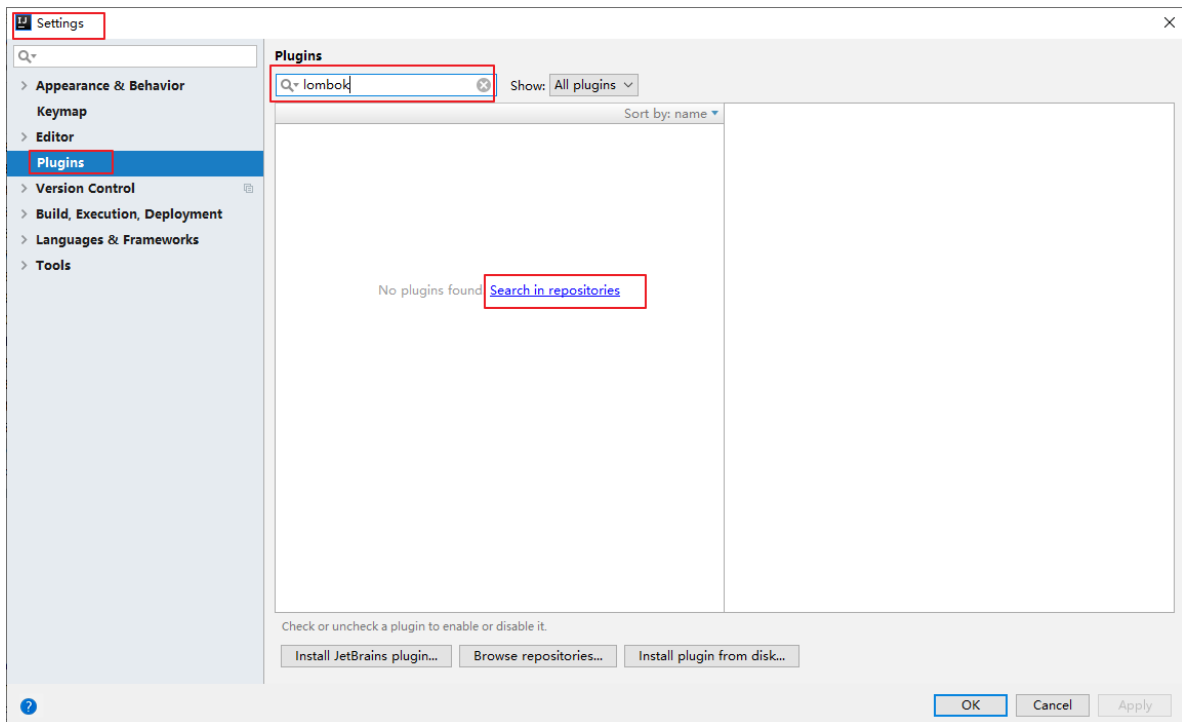 Settings
Plugins
lombok
Show: All plugins
Appearance & Behavior
Keymap
Editor
Plugins
Version Control
Build, Execution, Deployment
Languages & Frameworks
Tools
Sort by: name
No plugins found. Search in repositories
Check or uncheck a plugin to enable or disable it.
Install JetBrains plugin... Browse repositories... Install plugin from disk...
OK Cancel Apply